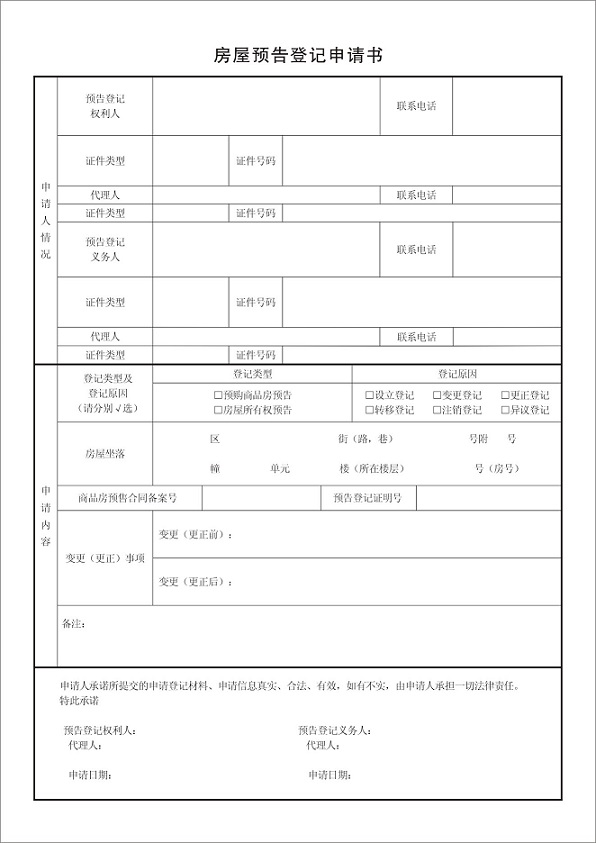 房屋预告登记申请书
申请人情况
预告登记
权利人
联系电话
证件类型 证件号码
代理人 联系电话
证件类型 证件号码
预告登记
义务人
联系电话
证件类型 证件号码
代理人 联系电话
证件类型 证件号码
申请内容
登记类型及
登记原因
（请分别√选）
登记类型 登记原因
□预购商品房预告 □设立登记 □变更登记 □更正登记
□房屋所有权预告 □转移登记 □注销登记 □异议登记
房屋坐落
区 街（路，巷） 号附 号
幢 单元 楼（所在楼层） 号（房号）
商品房预售合同备案号 预告登记证明号
变更（更正）事项
变更（更正前）：
变更（更正后）；
备注；
申请人承诺所提交的申请登记材料、申请信息真实、合法、有效，如有不实，由申请人承担一切法律责任。
特此承诺
预告登记权利人； 预告登记义务人；
代理人； 代理人；
申请日期； 申请日期；